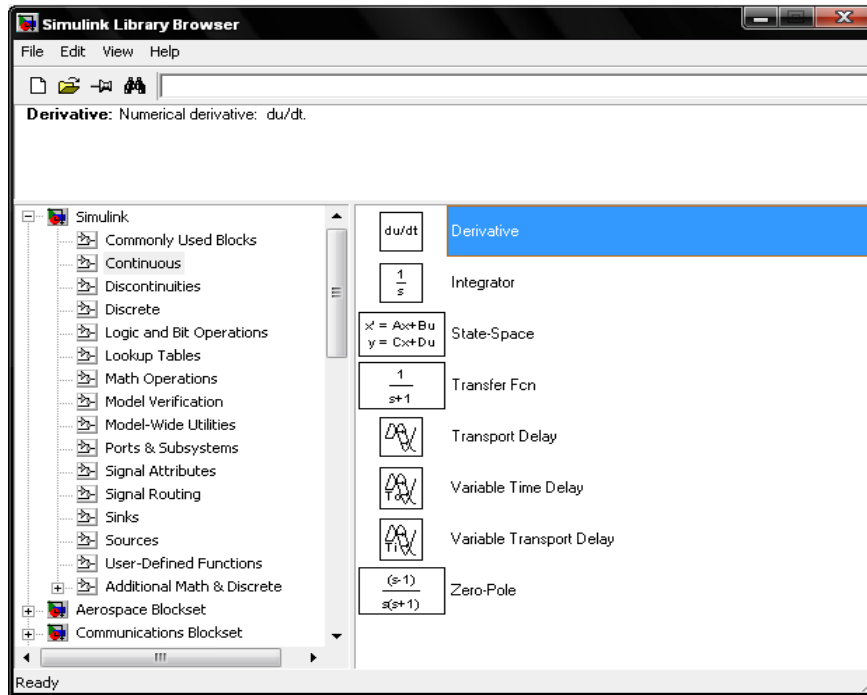 Simulink Library Browser
File Edit View Help
Derivative: Numerical derivative: du/dt.
Simulink
Commonly Used Blocks
Continuous
Discontinuities
Discrete
Logic and Bit Operations
Lookup Tables
Math Operations
Model Verification
Model-Wide Utilities
Ports & Subsystems
Signal Attributes
Signal Routing
Sinks
Sources
User-Defined Functions
Additional Math & Discrete
Aerospace Blockset
Communications Blockset
du/dt Derivative
1
s
Integrator
x' = Ax+Bu
y = Cx+Du
State-Space
1
s+1
Transfer Fcn
Transport Delay
Variable Time Delay
Ti
Variable Transport Delay
(s-1)
s(s+1)
Zero-Pole
Ready